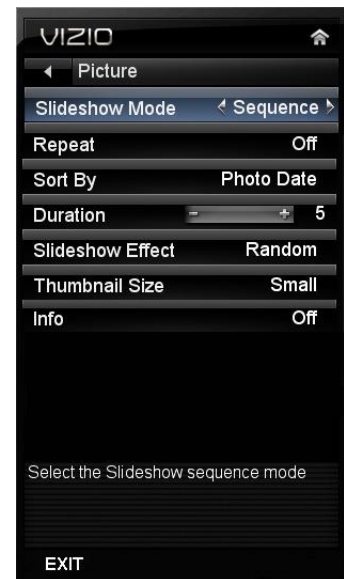 VIZIO
Picture
Slideshow Mode Sequence
Repeat Off
Sort By Photo Date
Duration - + 5
Slideshow Effect Random
Thumbnail Size Small
Info Off
Select the Slideshow sequence mode
EXIT